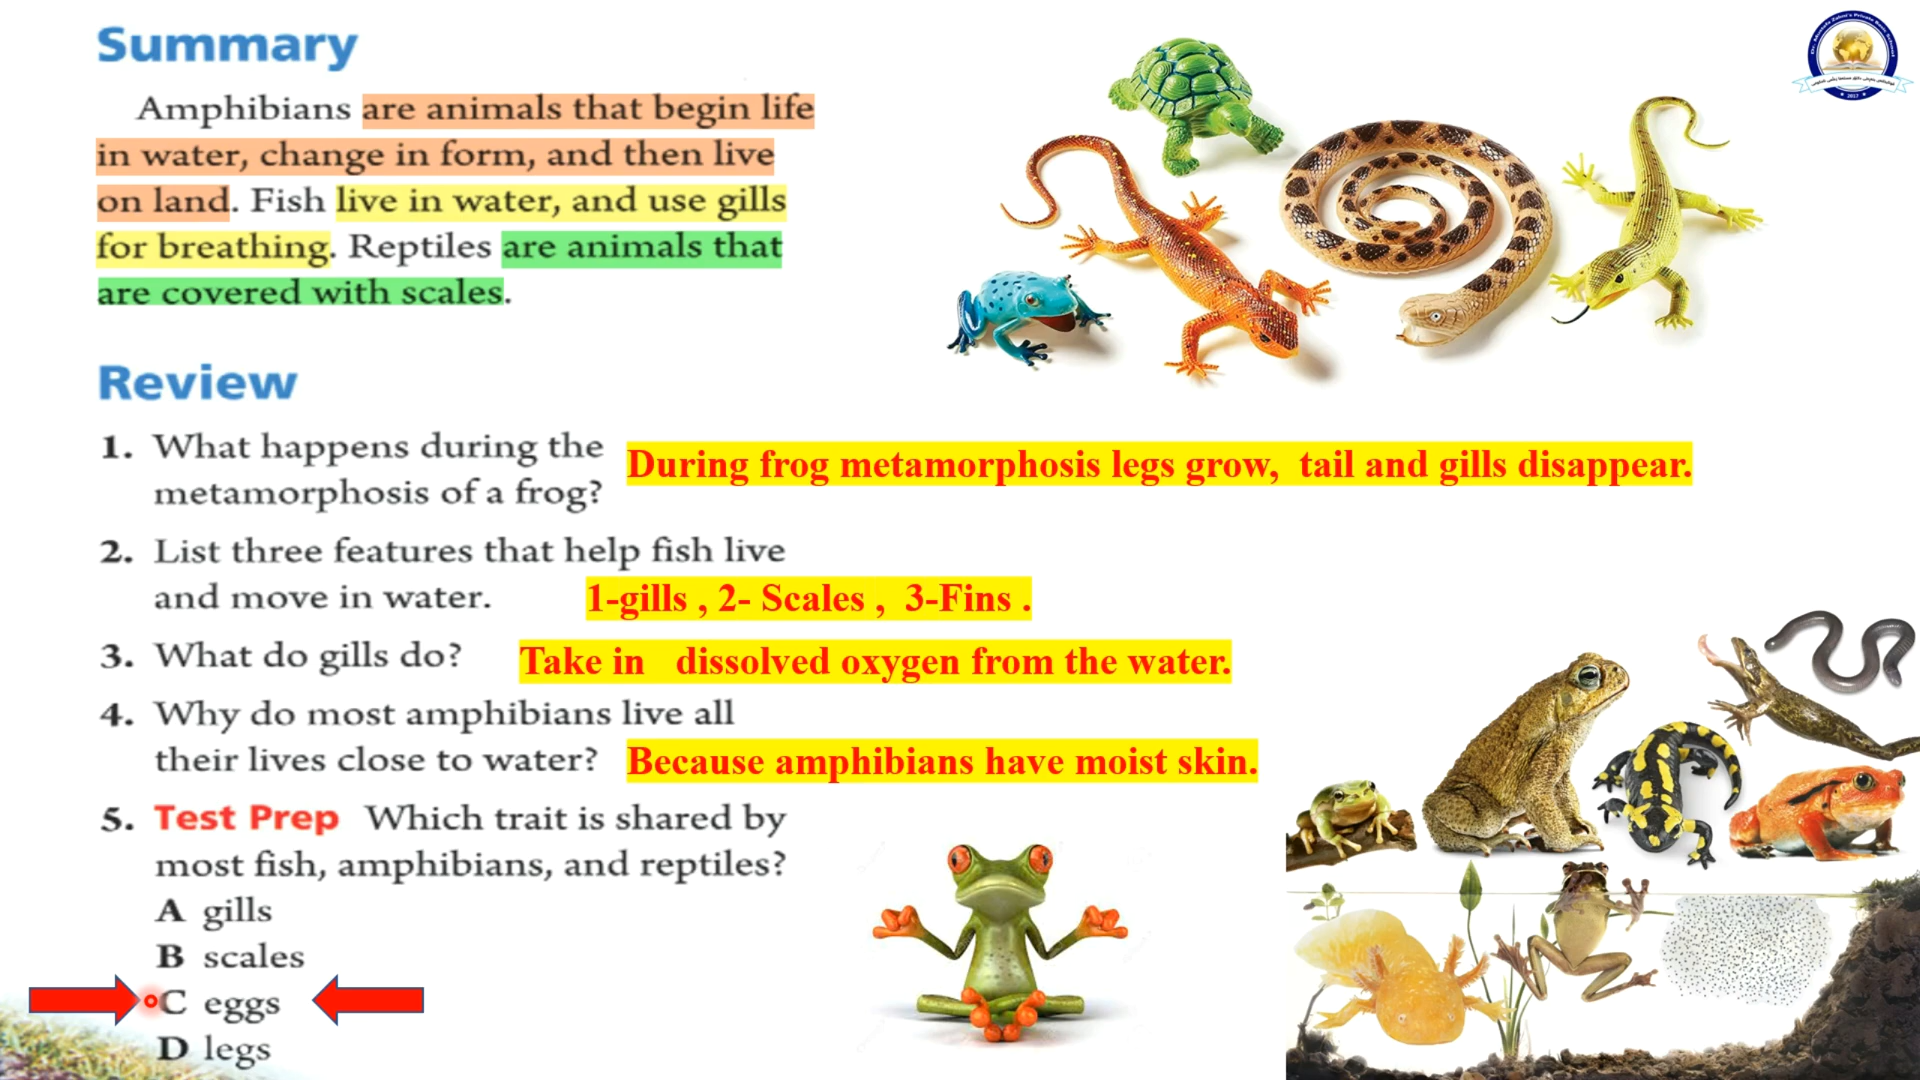 Summary
Amphibians are animals that begin life
in water, change in form, and then live
on land. Fish live in water, and use gills
for breathing. Reptiles are animals that
are covered with scales.
Review
1. What happens during the
metamorphosis of a frog?
During frog metamorphosis legs grow, tail and gills disappear.
2. List three features that help fish live
and move in water.
1-gills , 2- Scales , 3-Fins .
3. What do gills do?
Take in dissolved oxygen from the water.
4. Why do most amphibians live all
their lives close to water?
Because amphibians have moist skin.
5. Test Prep Which trait is shared by
most fish, amphibians, and reptiles?
A gills
B scales
C eggs
D legs